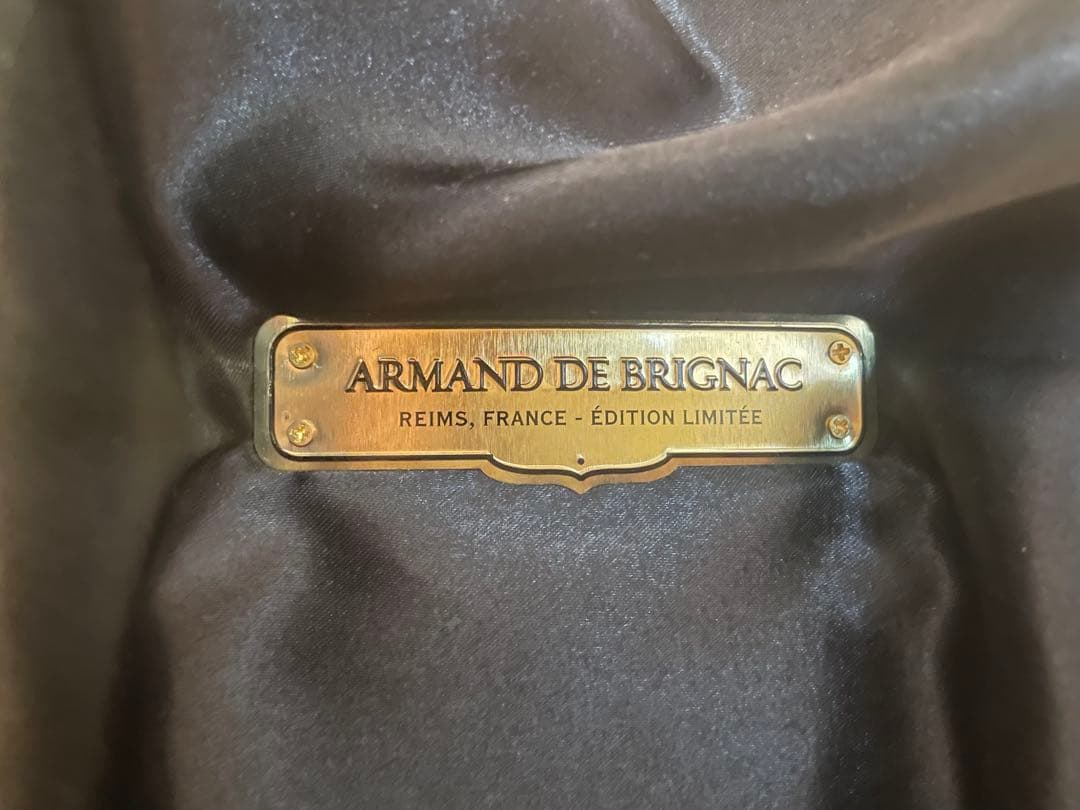 ARMAND DE BRIGNAC
REIMS, FRANCE - ÉDITION LIMITÉE